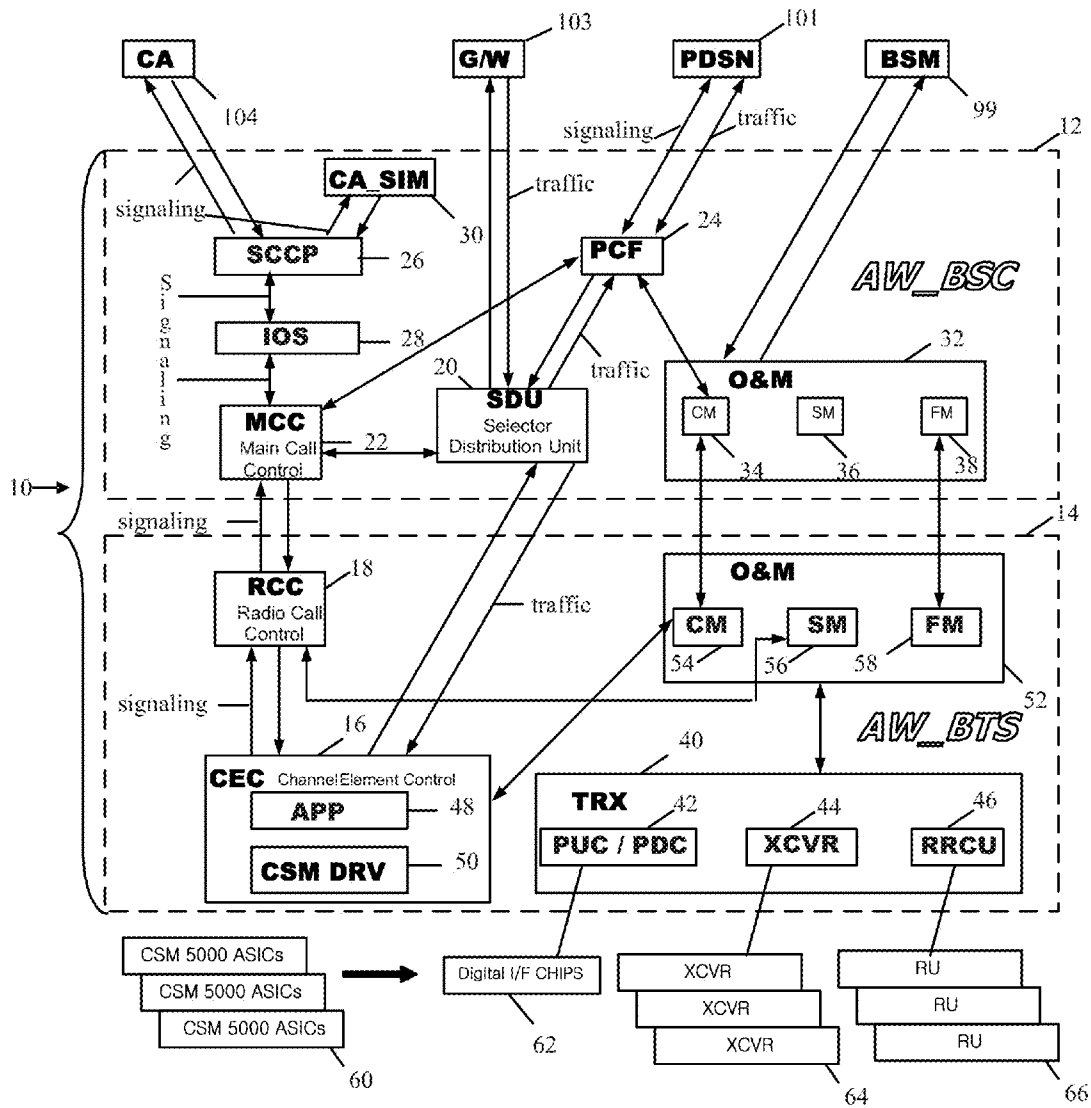 103
101
CA
G/W
PDSN
BSM
104
99
signaling
traffic
12
CA_SIM
traffic
signaling
30
24
SCCP
26
PCF
AW_BSC
Signaling
IOS
28
traffic
32
20
O&M
SDU
Selector
Distribution Unit
CM
SM
FM
MCC
Main Call
Control
22
34
36
38
10
signaling
14
18
O&M
RCC
Radio Call
Control
traffic
CM
SM
FM
54
56
58
signaling
52
16
AW_BTS
40
CEC
Channel Element Control
APP
48
TRX
42
44
46
PUC / PDC
XCVR
RRCU
CSM DRV
50
CSM 5000 ASICs
CSM 5000 ASICs
CSM 5000 ASICs
Digital I/F CHIPS
XCVR
XCVR
XCVR
RU
RU
RU
62
60
64
66